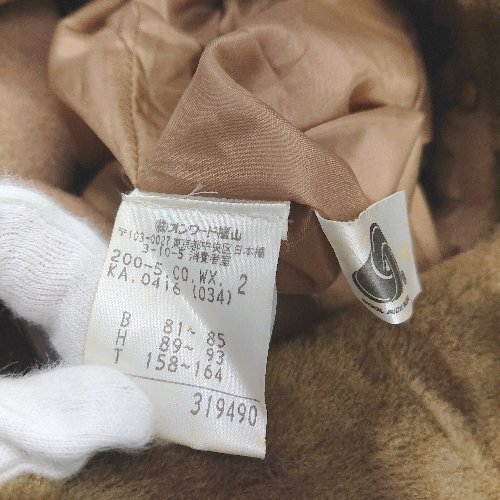 ㈱オンワード樫山
〒103-0027 東京都中央区日本橋
3-10-5 消費者室
200-5.CO.WX. 2
KA.0416 (034)
B 81~ 85
H 89~ 93
T 158~164
319490